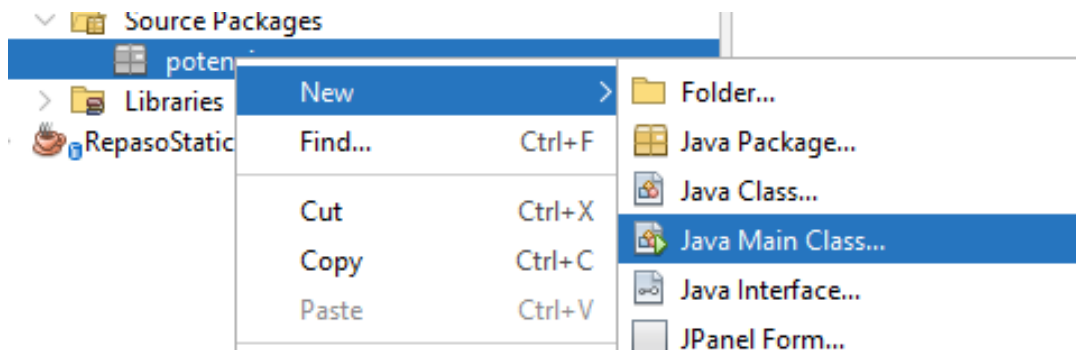 Source Packages
New
Folder...
Libraries
Find... Ctrl+F
Java Package...
RepasoStatic
Java Class...
Cut Ctrl+X
Java Main Class...
Copy Ctrl+C
Java Interface...
Paste Ctrl+V
JPanel Form...